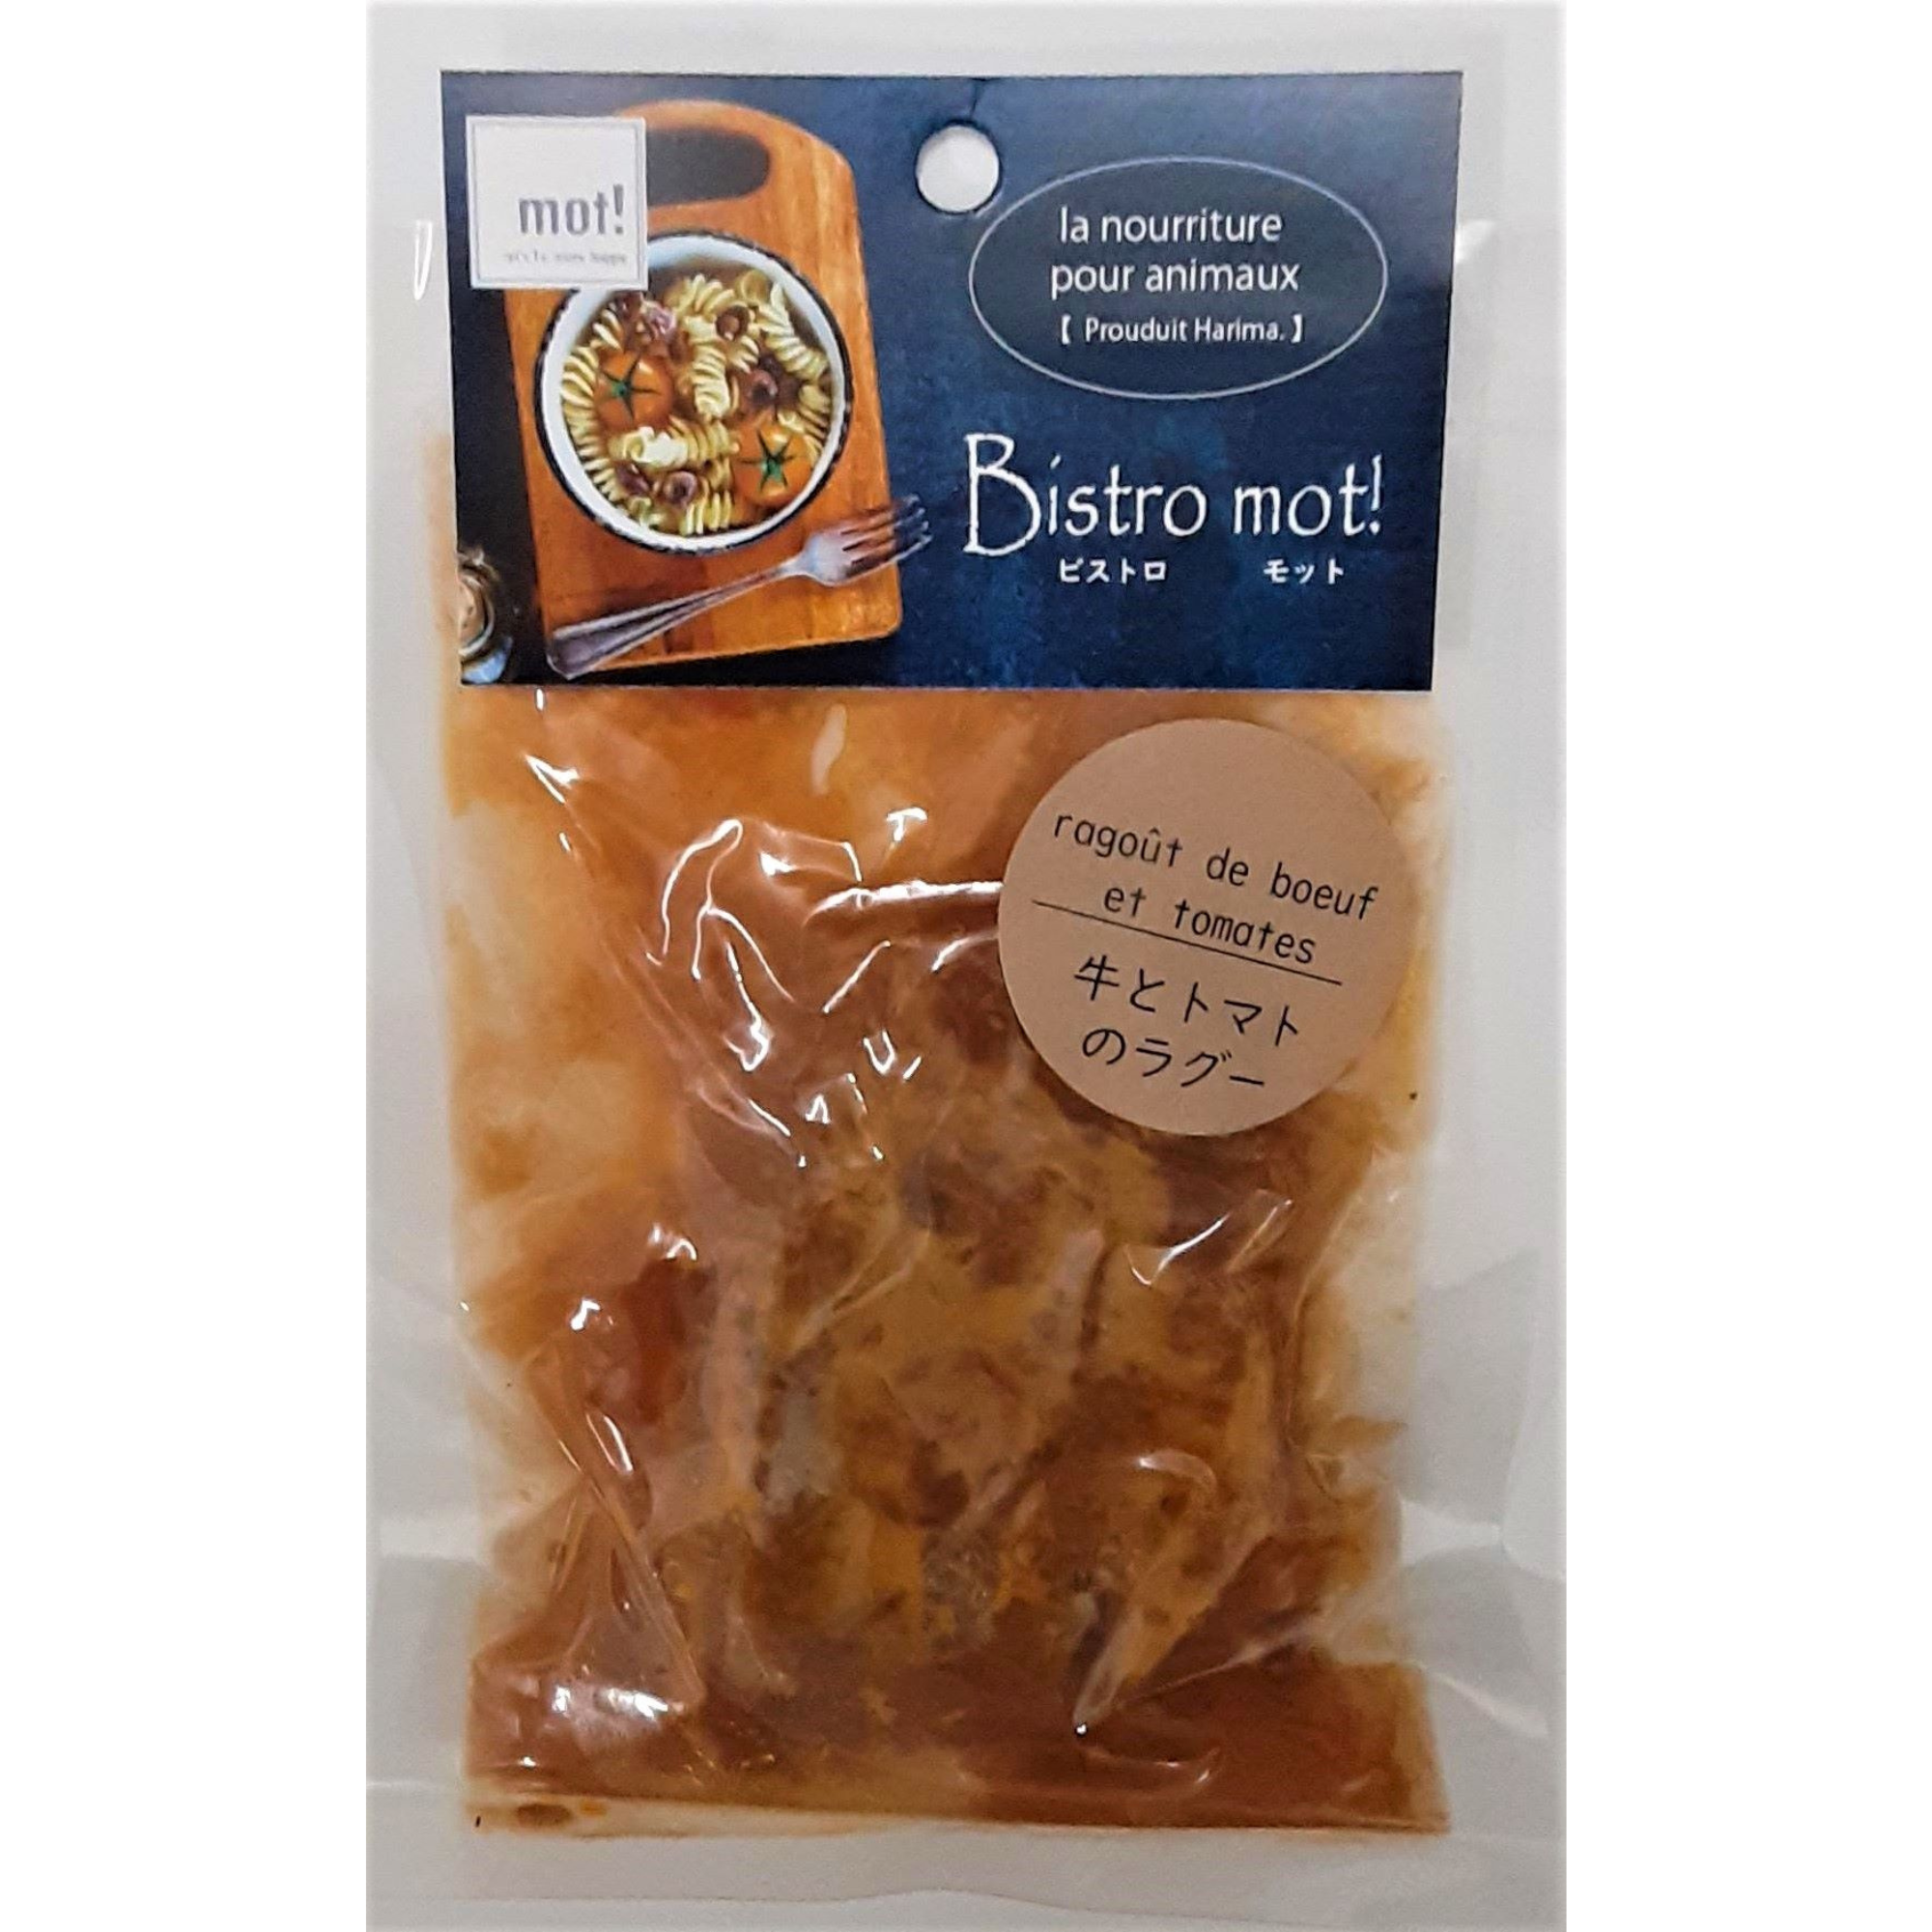 mot!
la nourriture
pour animaux
【 Prouduit Harima. 】
Bistro mot!
ビストロ モット
ragoût de boeuf
et tomates
牛とトマト
のラグー